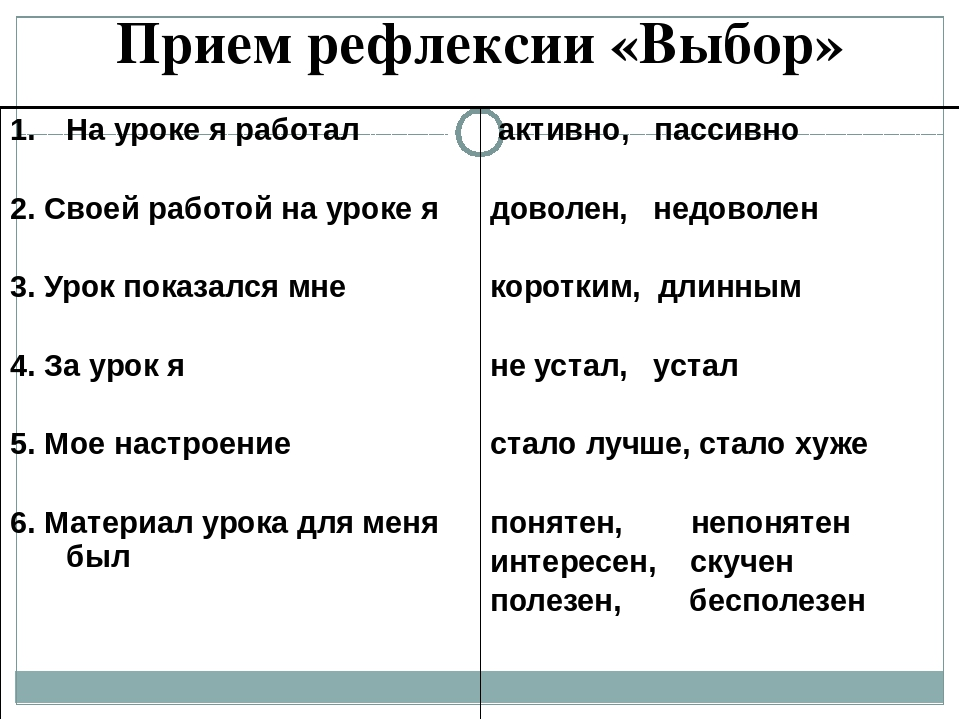 Прием рефлексии «Выбор»
1. На уроке я работал
активно, пассивно
2. Своей работой на уроке я
доволен, недоволен
3. Урок показался мне
коротким, длинным
4. За урок я
не устал, устал
5. Мое настроение
стало лучше, стало хуже
6. Материал урока для меня
был
понятен, непонятен
интересен, скучен
полезен, бесполезен